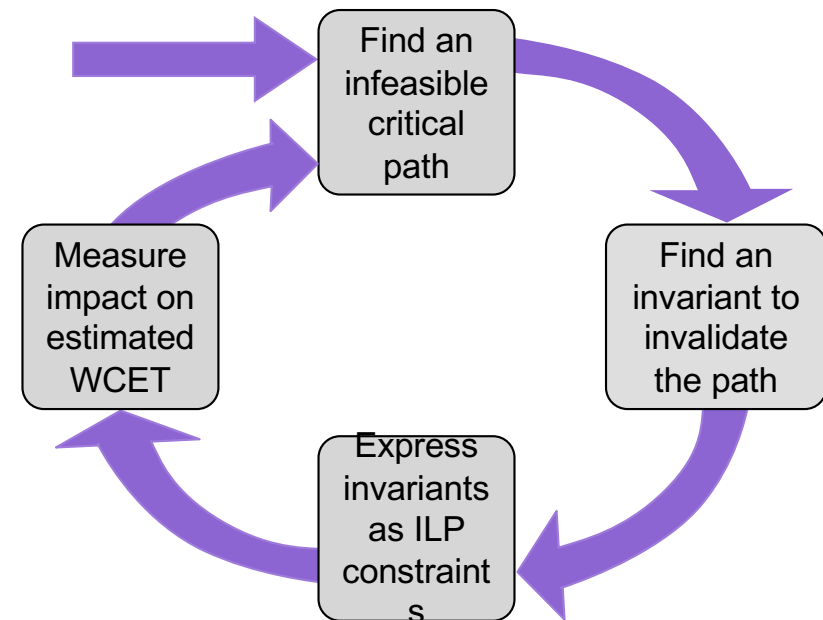 Find an
infeasible
critical
path
Find an
invariant to
invalidate
the path
Express
invariants
as ILP
constraint
s
Measure
impact on
estimated
WCET